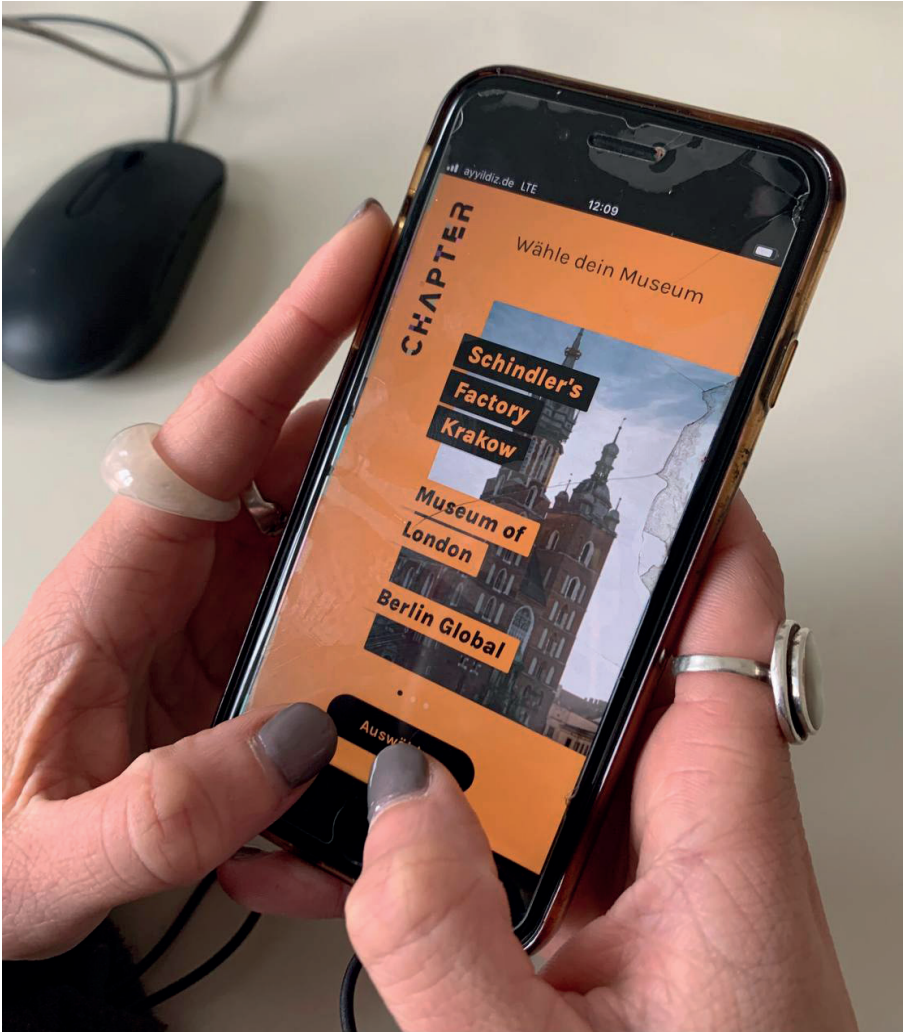 ayyildiz.de LTE
12:09
CHAPTER
Wähle dein Museum
Schindler's
Factory
Krakow
Museum of
London
Berlin Global